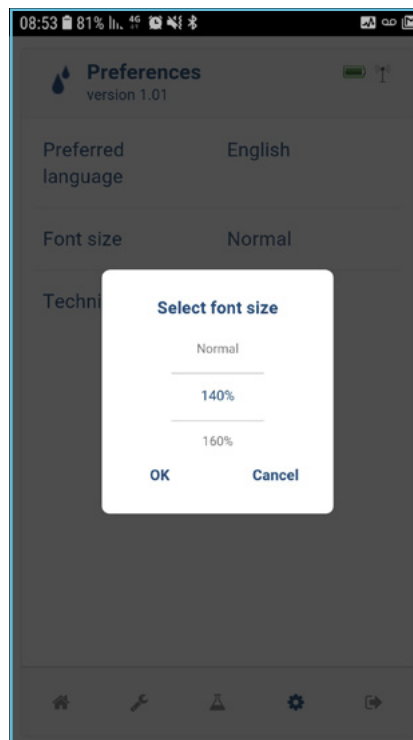 08:53 81% 4G
Preferences
version 1.01
Preferred language
English
Font size
Normal
Techni
Select font size
Normal
140%
160%
OK
Cancel